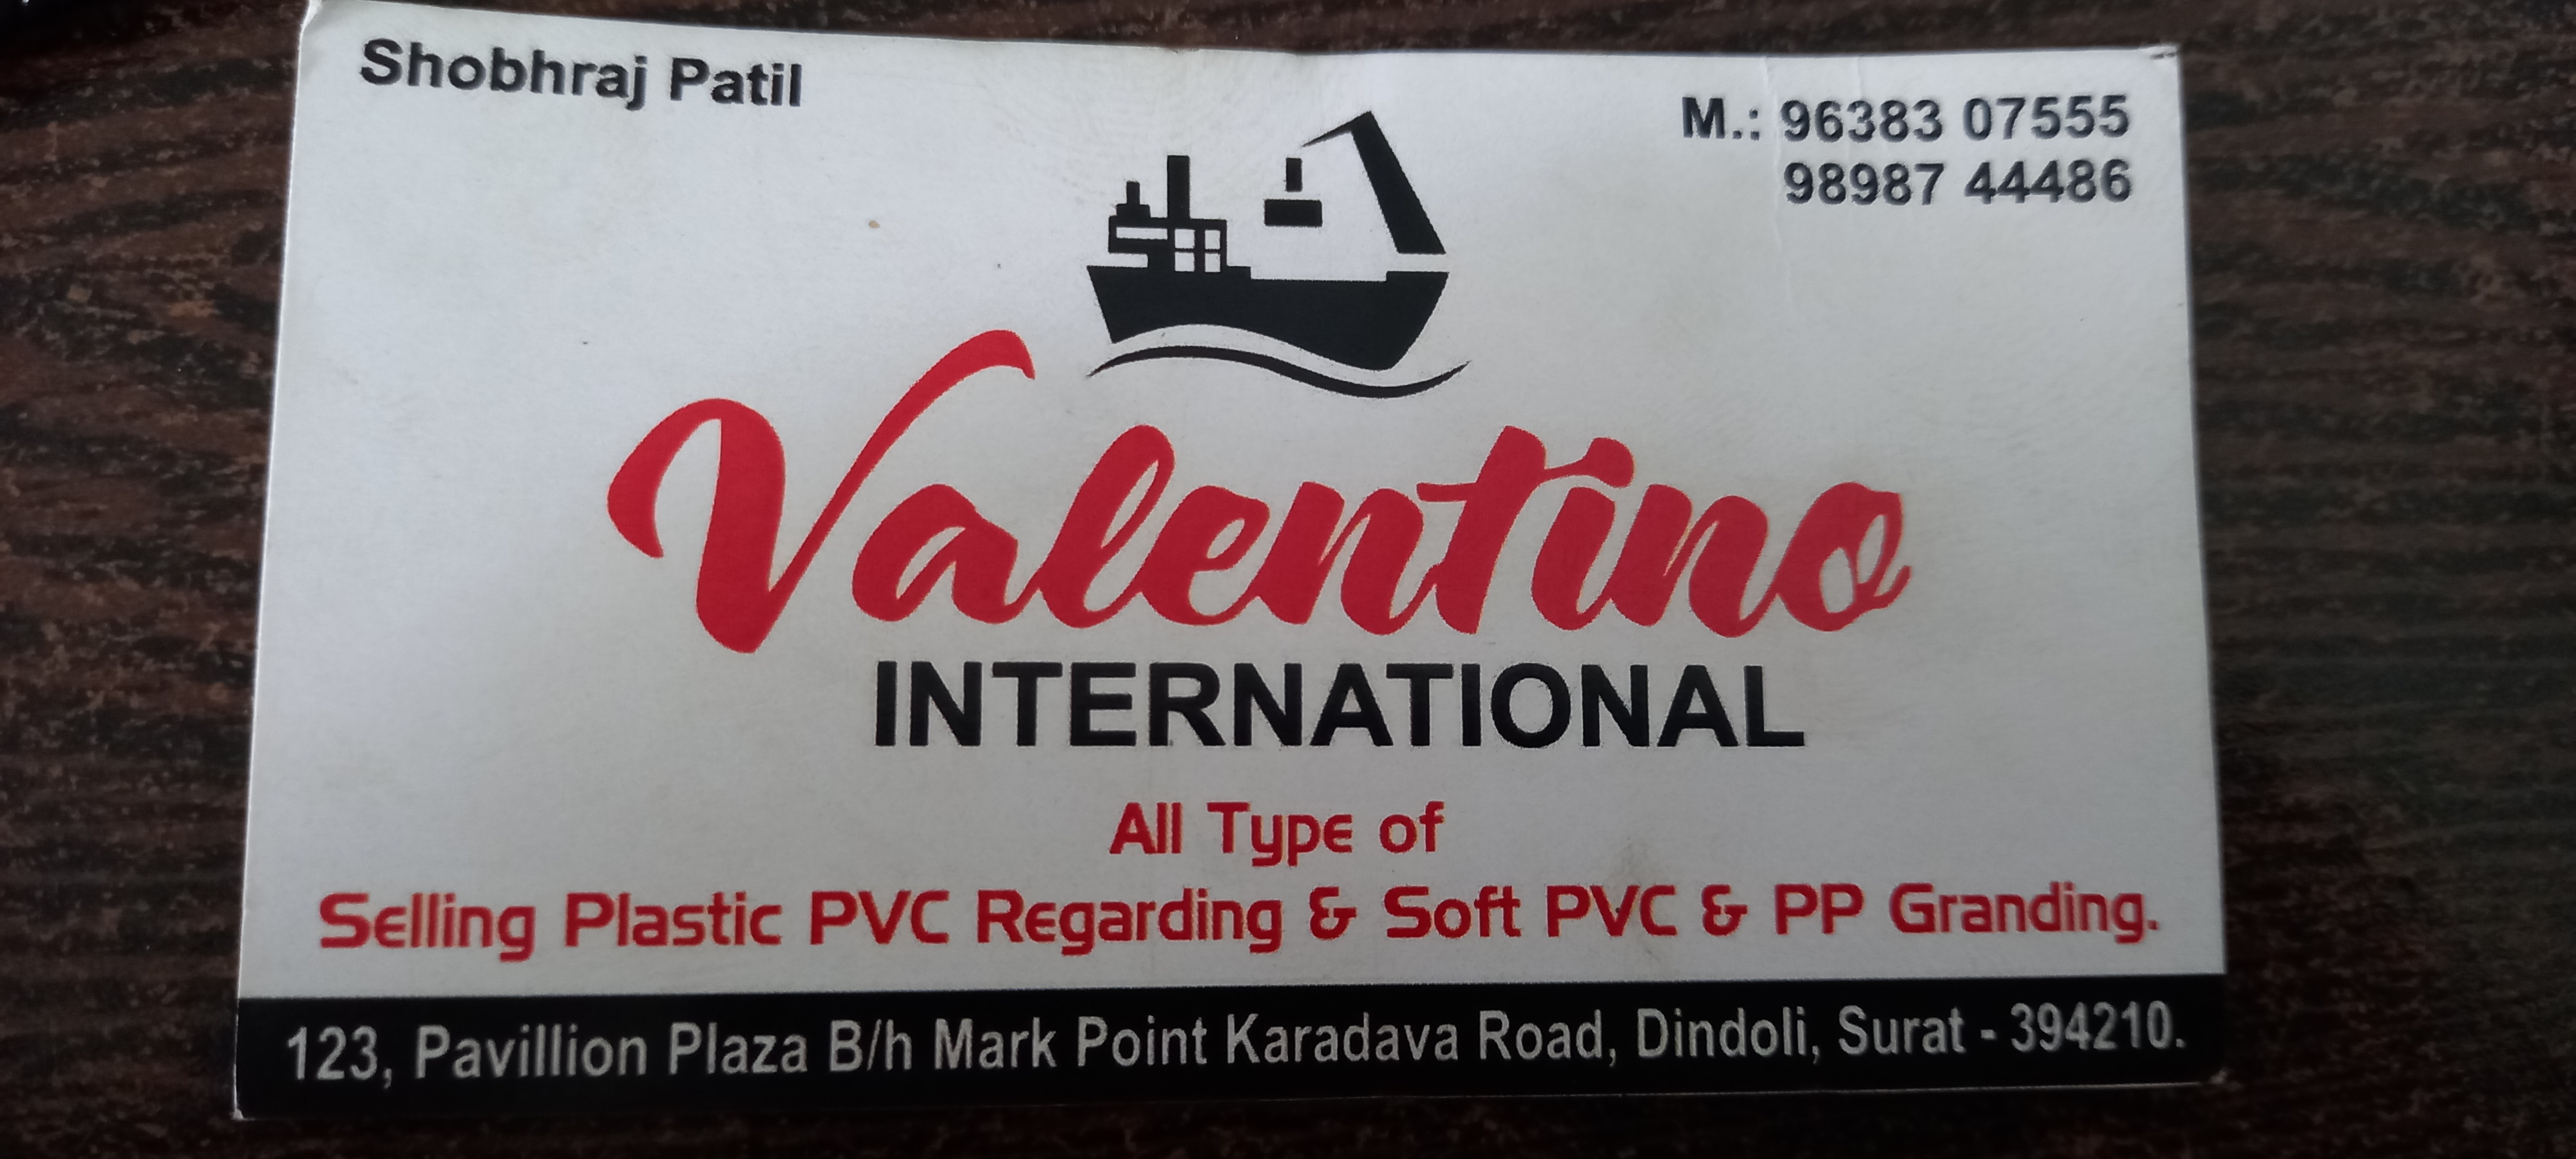 Shobhraj Patil
M.: 96383 07555
98987 44486
Valentino
INTERNATIONAL
All Type of
Selling Plastic PVC Regarding & Soft PVC & PP Granding.
123, Pavillion Plaza B/h Mark Point Karadava Road, Dindoli, Surat - 394210.